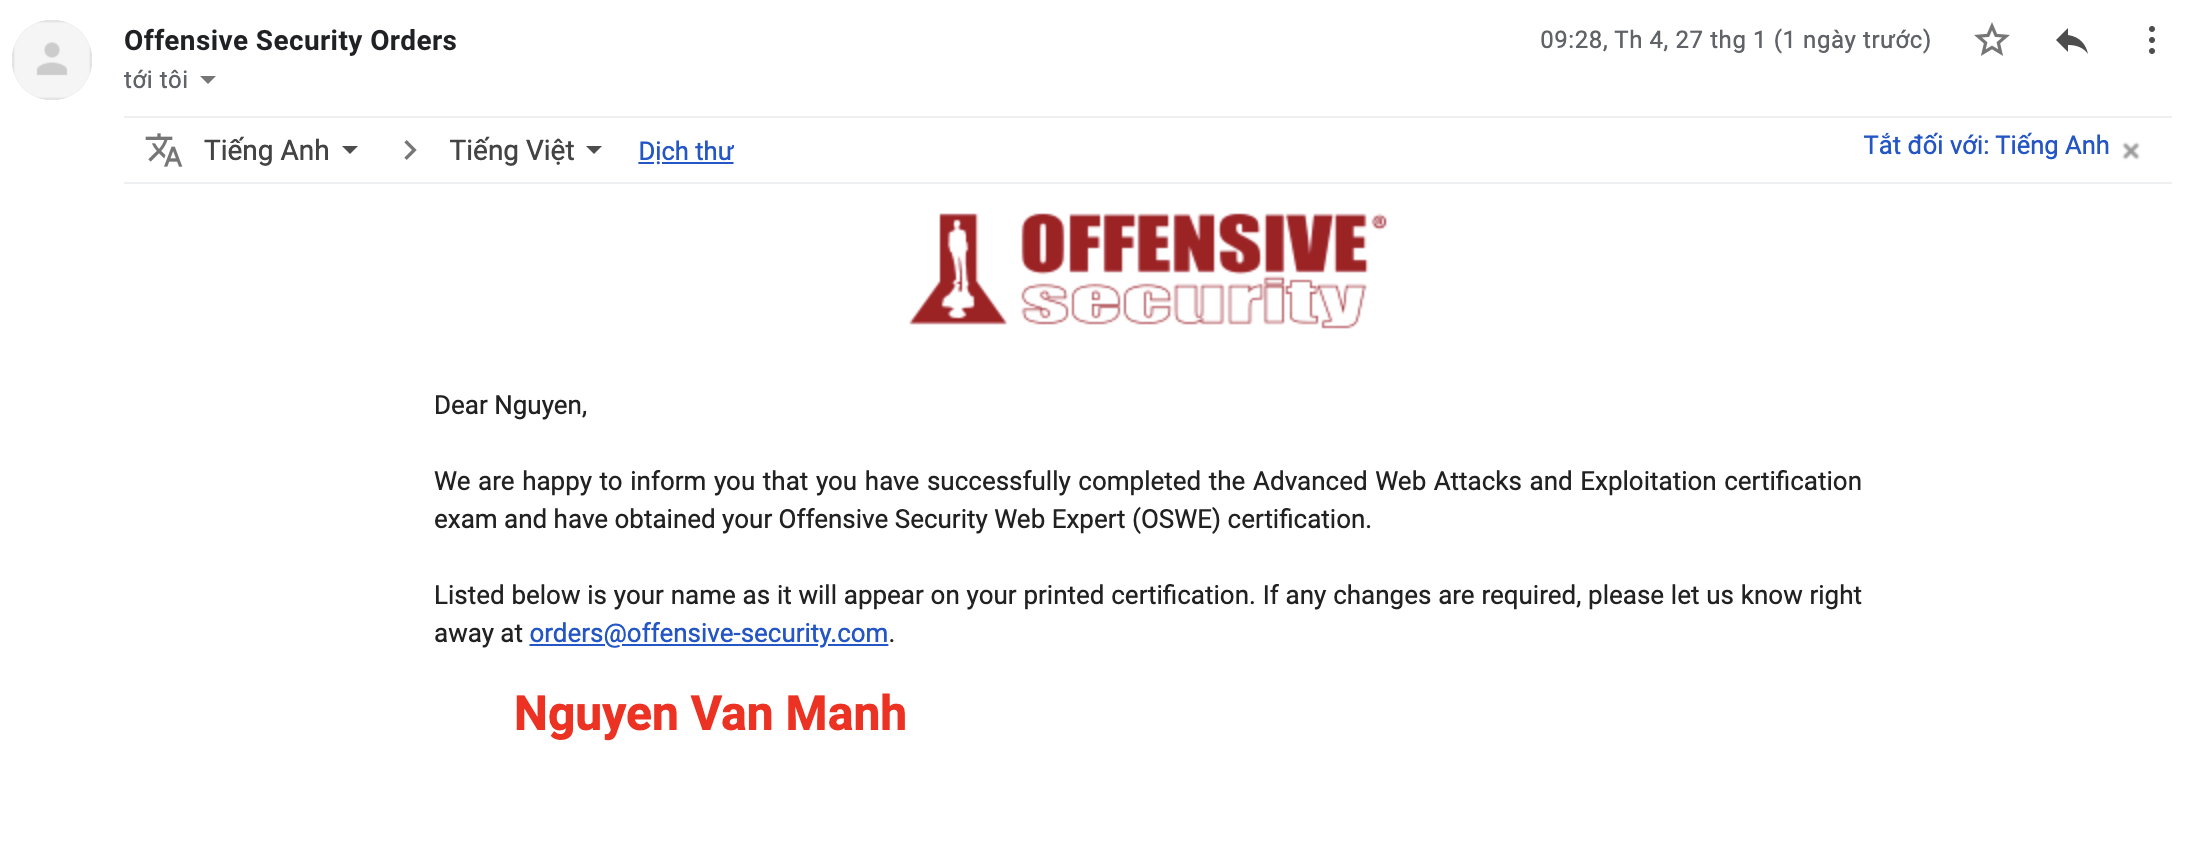 Offensive Security Orders
09:28, Th 4, 27 thg 1 (1 ngày trước)
tới tôi
Tiếng Anh > Tiếng Việt Dịch thư
Tắt đối với: Tiếng Anh ×
OFFENSIVE®
security
Dear Nguyen,
We are happy to inform you that you have successfully completed the Advanced Web Attacks and Exploitation certification
exam and have obtained your Offensive Security Web Expert (OSWE) certification.
Listed below is your name as it will appear on your printed certification. If any changes are required, please let us know right
away at orders@offensive-security.com.
Nguyen Van Manh